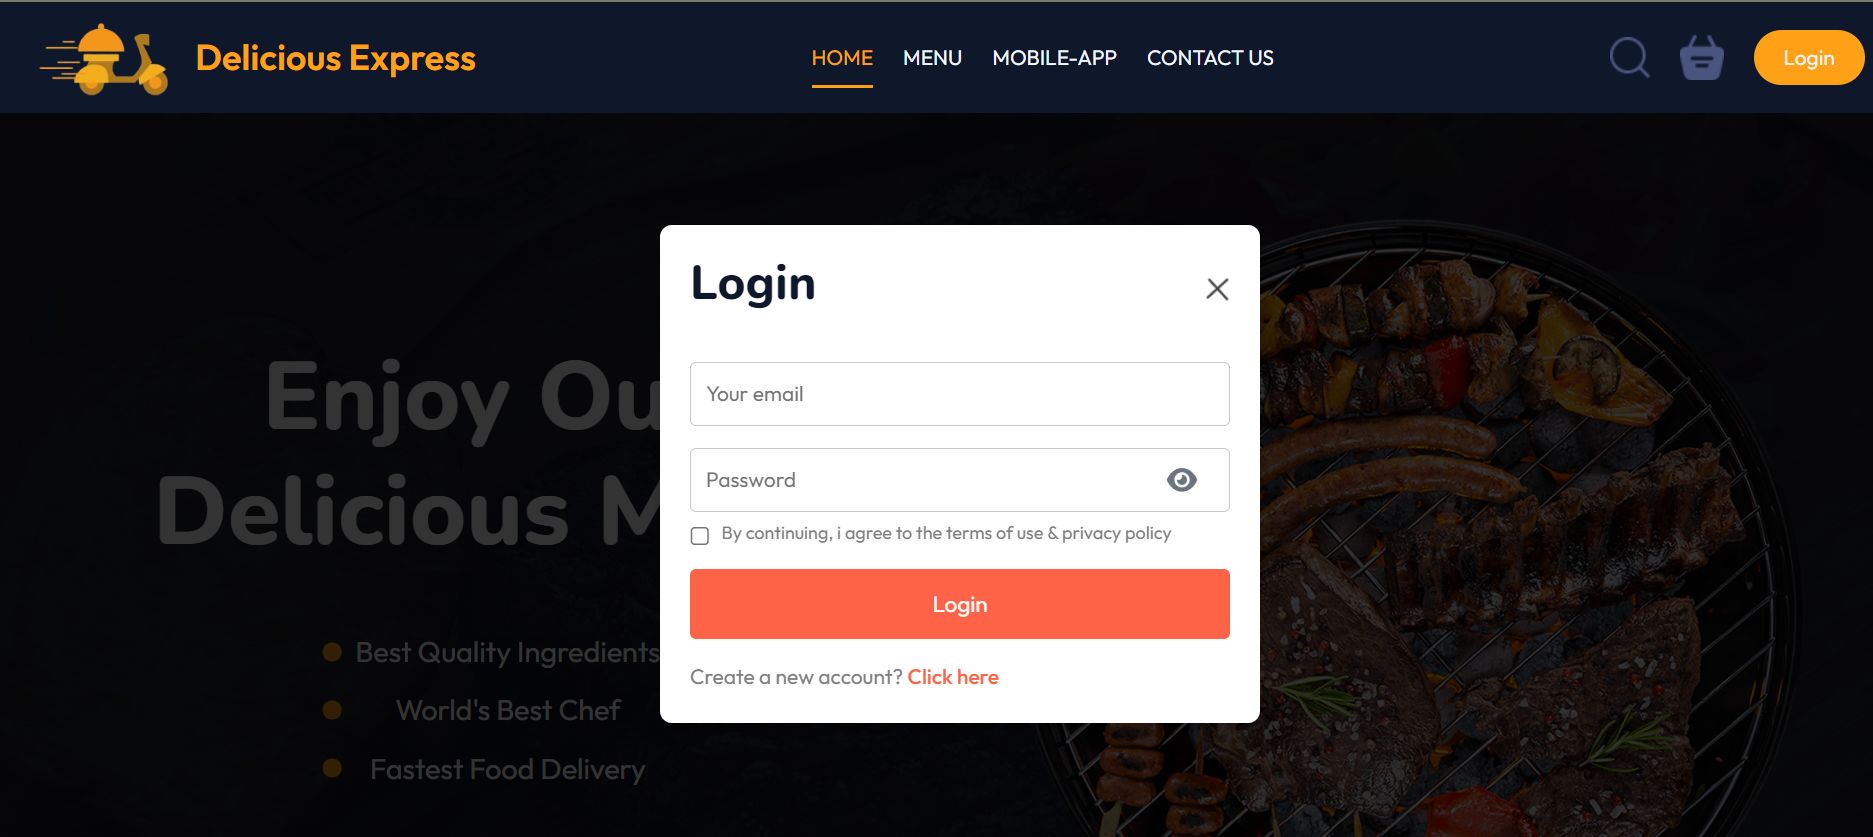 Delicious Express
HOME MENU MOBILE-APP CONTACT US
Login
Login
Your email
Password
By continuing, i agree to the terms of use & privacy policy
Login
Create a new account? Click here
Enjoy Ou
Delicious M
Best Quality Ingredients
World's Best Chef
Fastest Food Delivery